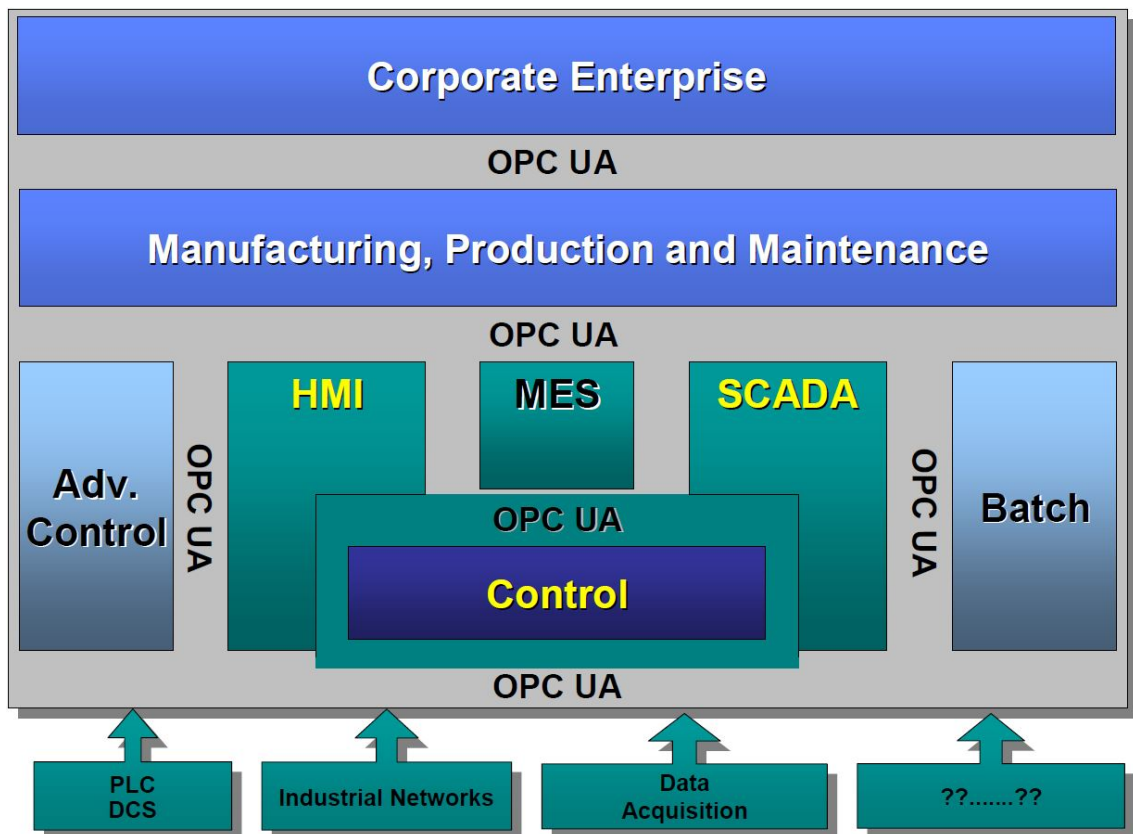 Corporate Enterprise
OPC UA
Manufacturing, Production and Maintenance
OPC UA
HMI
MES
SCADA
Adv.
Control
OPC UA
OPC UA
Batch
OPC UA
Control
OPC UA
PLC
DCS
Industrial Networks
Data
Acquisition
??.......??